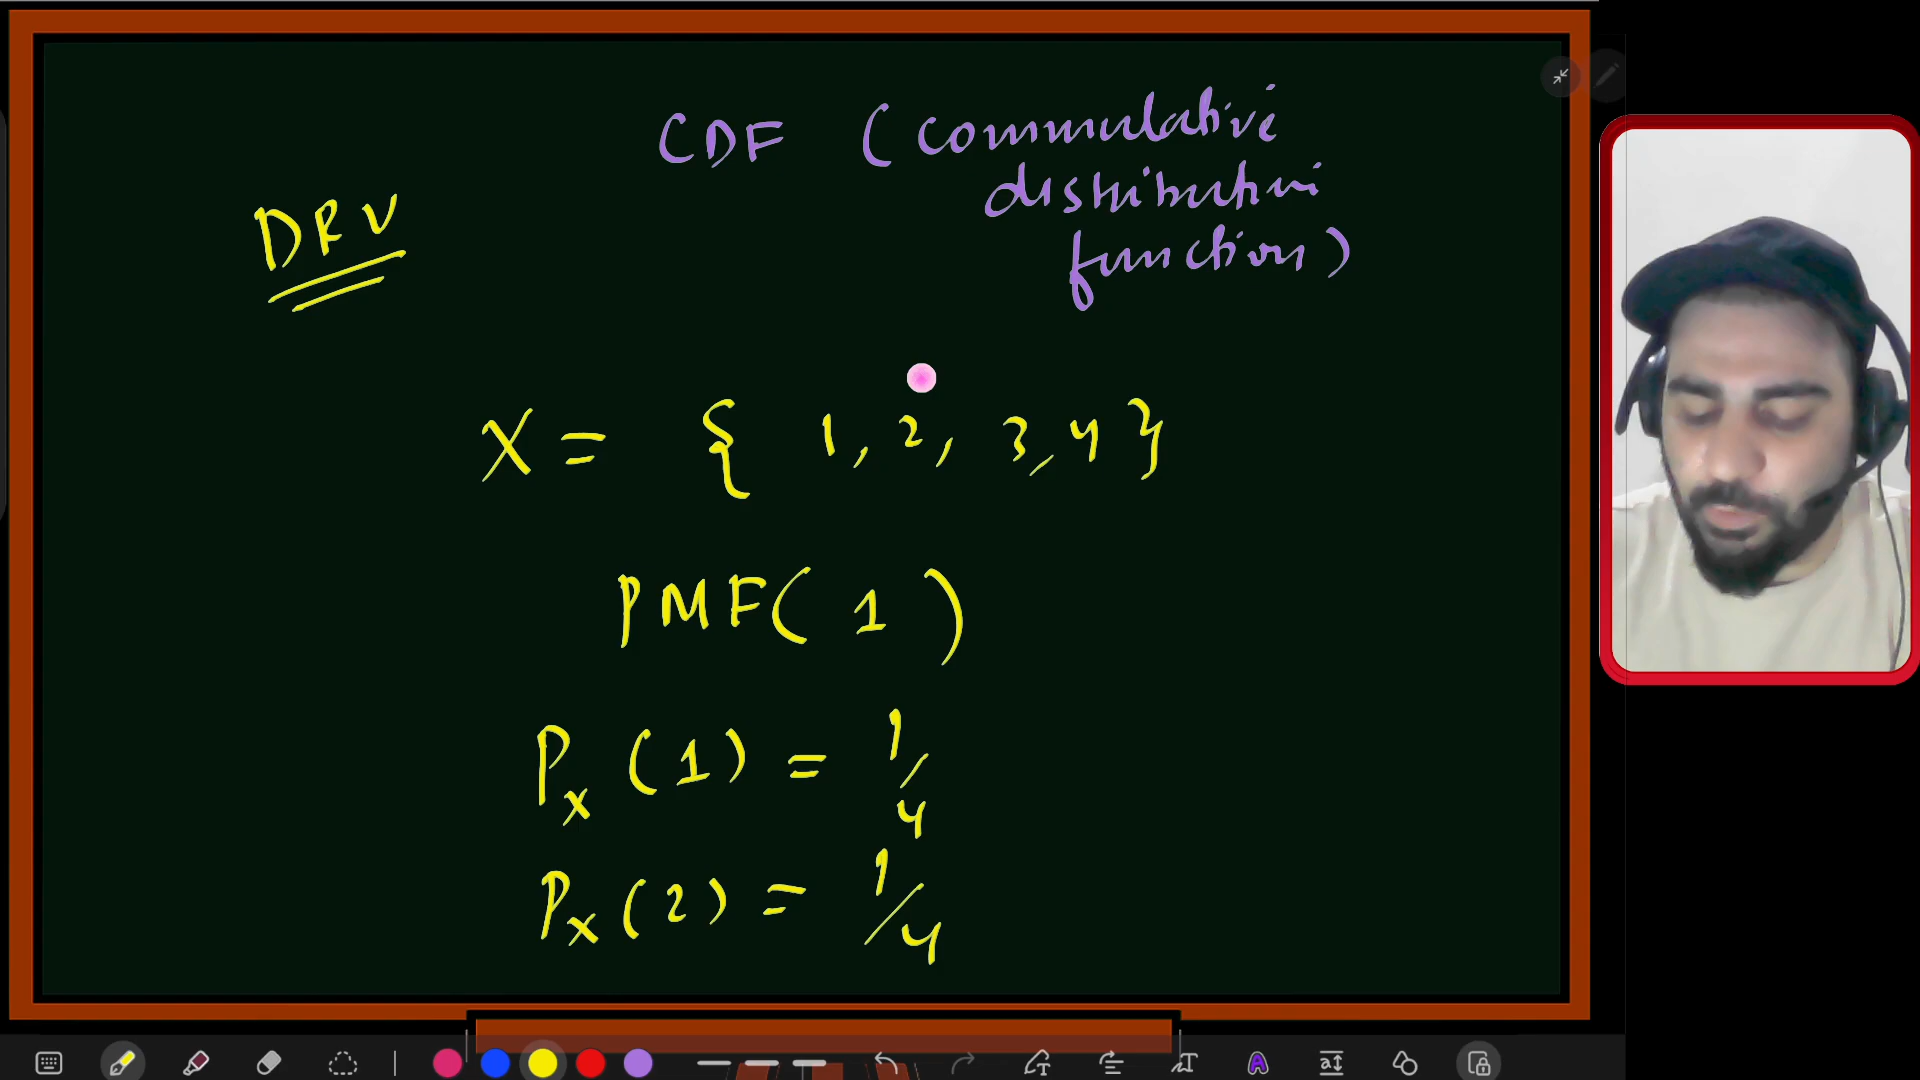 CDF (commulative
distribution
function)
DRV
X = { 1, 2, 3, 4 }
PMF( 1 )
Px (1) = 1/4
Px (2) = 1/4